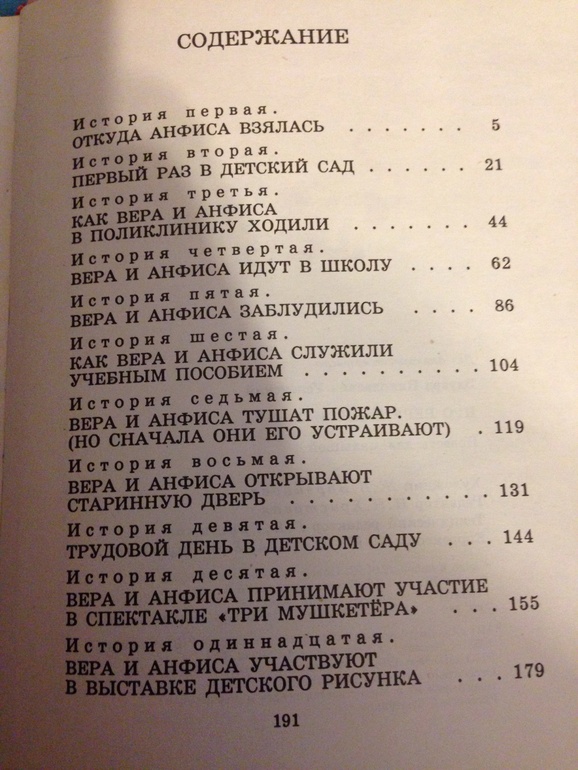 СОДЕРЖАНИЕ
История первая.
ОТКУДА АНФИСА ВЗЯЛАСЬ . . . . . . . 5
История вторая.
ПЕРВЫЙ РАЗ В ДЕТСКИЙ САД . . . . . . 21
История третья.
КАК ВЕРА И АНФИСА
В ПОЛИКЛИНИКУ ХОДИЛИ . . . . . . . 44
История четвертая.
ВЕРА И АНФИСА ИДУТ В ШКОЛУ . . . . 62
История пятая.
ВЕРА И АНФИСА ЗАБЛУДИЛИСЬ . . . . 86
История шестая.
КАК ВЕРА И АНФИСА СЛУЖИЛИ
УЧЕБНЫМ ПОСОБИЕМ . . . . . . . . . . 104
История седьмая.
ВЕРА И АНФИСА ТУШАТ ПОЖАР.
(НО СНАЧАЛА ОНИ ЕГО УСТРАИВАЮТ) . 119
История восьмая.
ВЕРА И АНФИСА ОТКРЫВАЮТ
СТАРИННУЮ ДВЕРЬ . . . . . . . . . . . 131
История девятая.
ТРУДОВОЙ ДЕНЬ В ДЕТСКОМ САДУ . . . 144
История десятая.
ВЕРА И АНФИСА ПРИНИМАЮТ УЧАСТИЕ
В СПЕКТАКЛЕ «ТРИ МУШКЕТЁРА» . . . 155
История одиннадцатая.
ВЕРА И АНФИСА УЧАСТВУЮТ
В ВЫСТАВКЕ ДЕТСКОГО РИСУНКА . . . 179
191